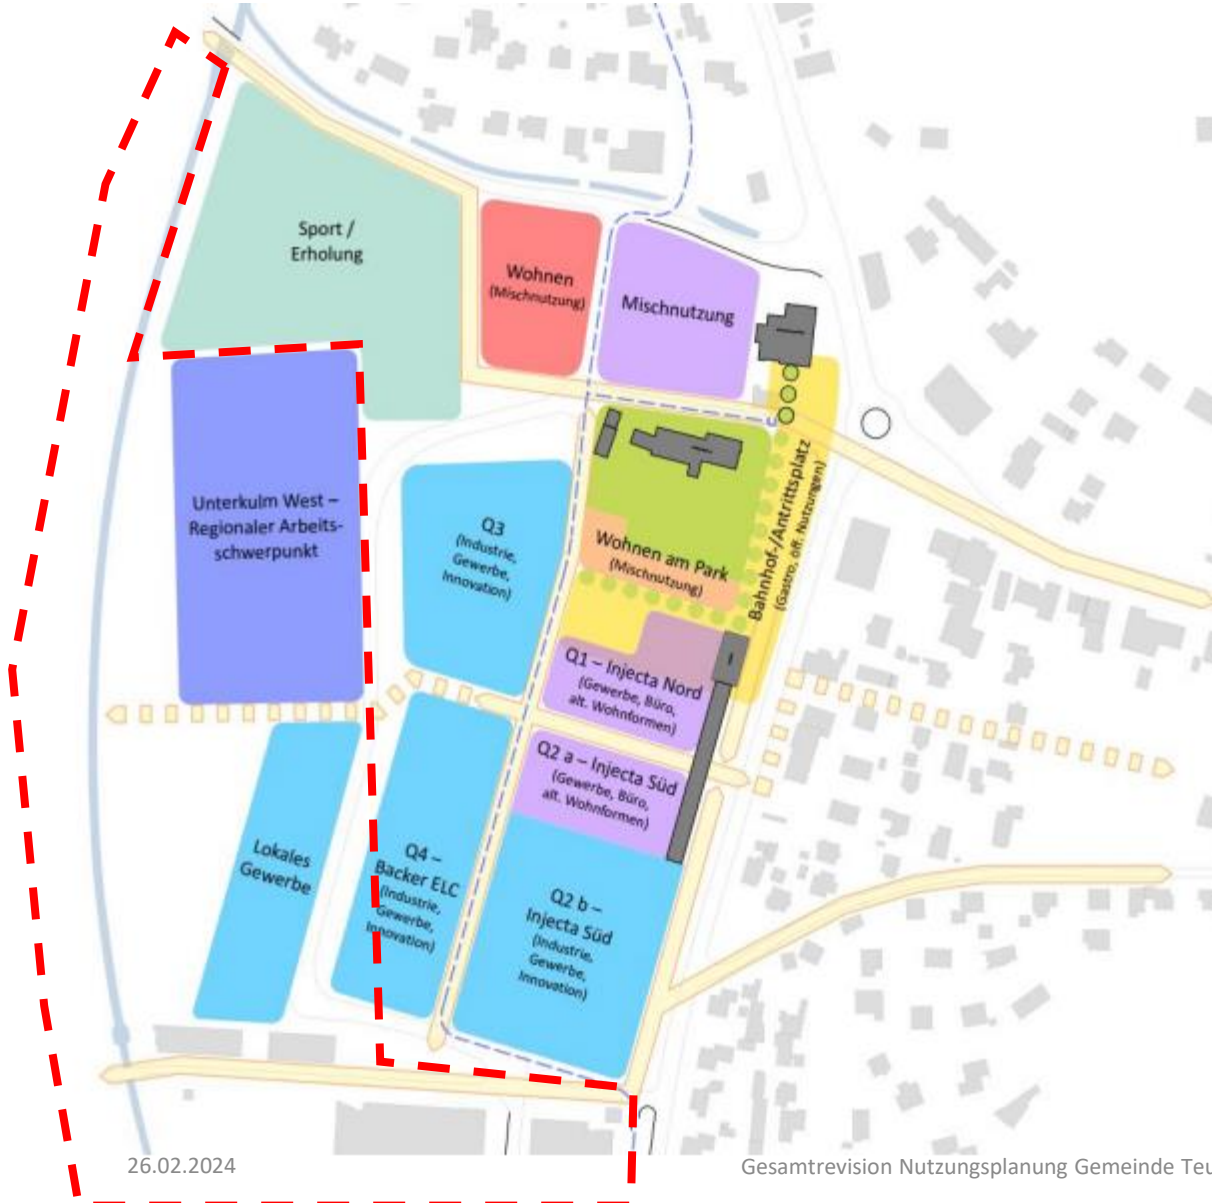 Sport /
Erholung
Wohnen
(Mischnutzung)
Mischnutzung
Unterkulm West –
Regionaler Arbeits-
schwerpunkt
Q3
(Industrie,
Gewerbe,
Innovation)
Wohnen am Park
(Mischnutzung)
Bahnhof-/Antrittsplatz
(Gastro, öff. Nutzungen)
Q1 – Injecta Nord
(Gewerbe, Büro,
alt. Wohnformen)
Q2 a – Injecta Süd
(Gewerbe, Büro,
alt. Wohnformen)
Lokales
Gewerbe
Q4 –
Backer ELC
(Industrie,
Gewerbe,
Innovation)
Q2 b –
Injecta Süd
(Industrie,
Gewerbe,
Innovation)
26.02.2024
Gesamtrevision Nutzungsplanung Gemeinde Teu